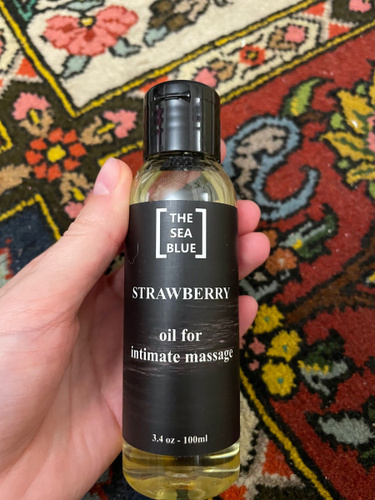 THE
SEA
BLUE
STRAWBERRY
oil for
intimate massage
3.4 oz - 100ml